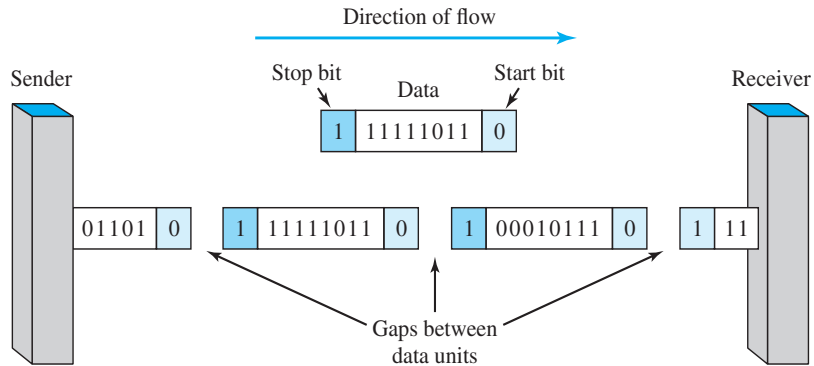 Direction of flow
Sender
Stop bit
Data
Start bit
Receiver
1 11111011 0
01101 0
1 11111011 0
1 00010111 0
1 11
Gaps between
data units